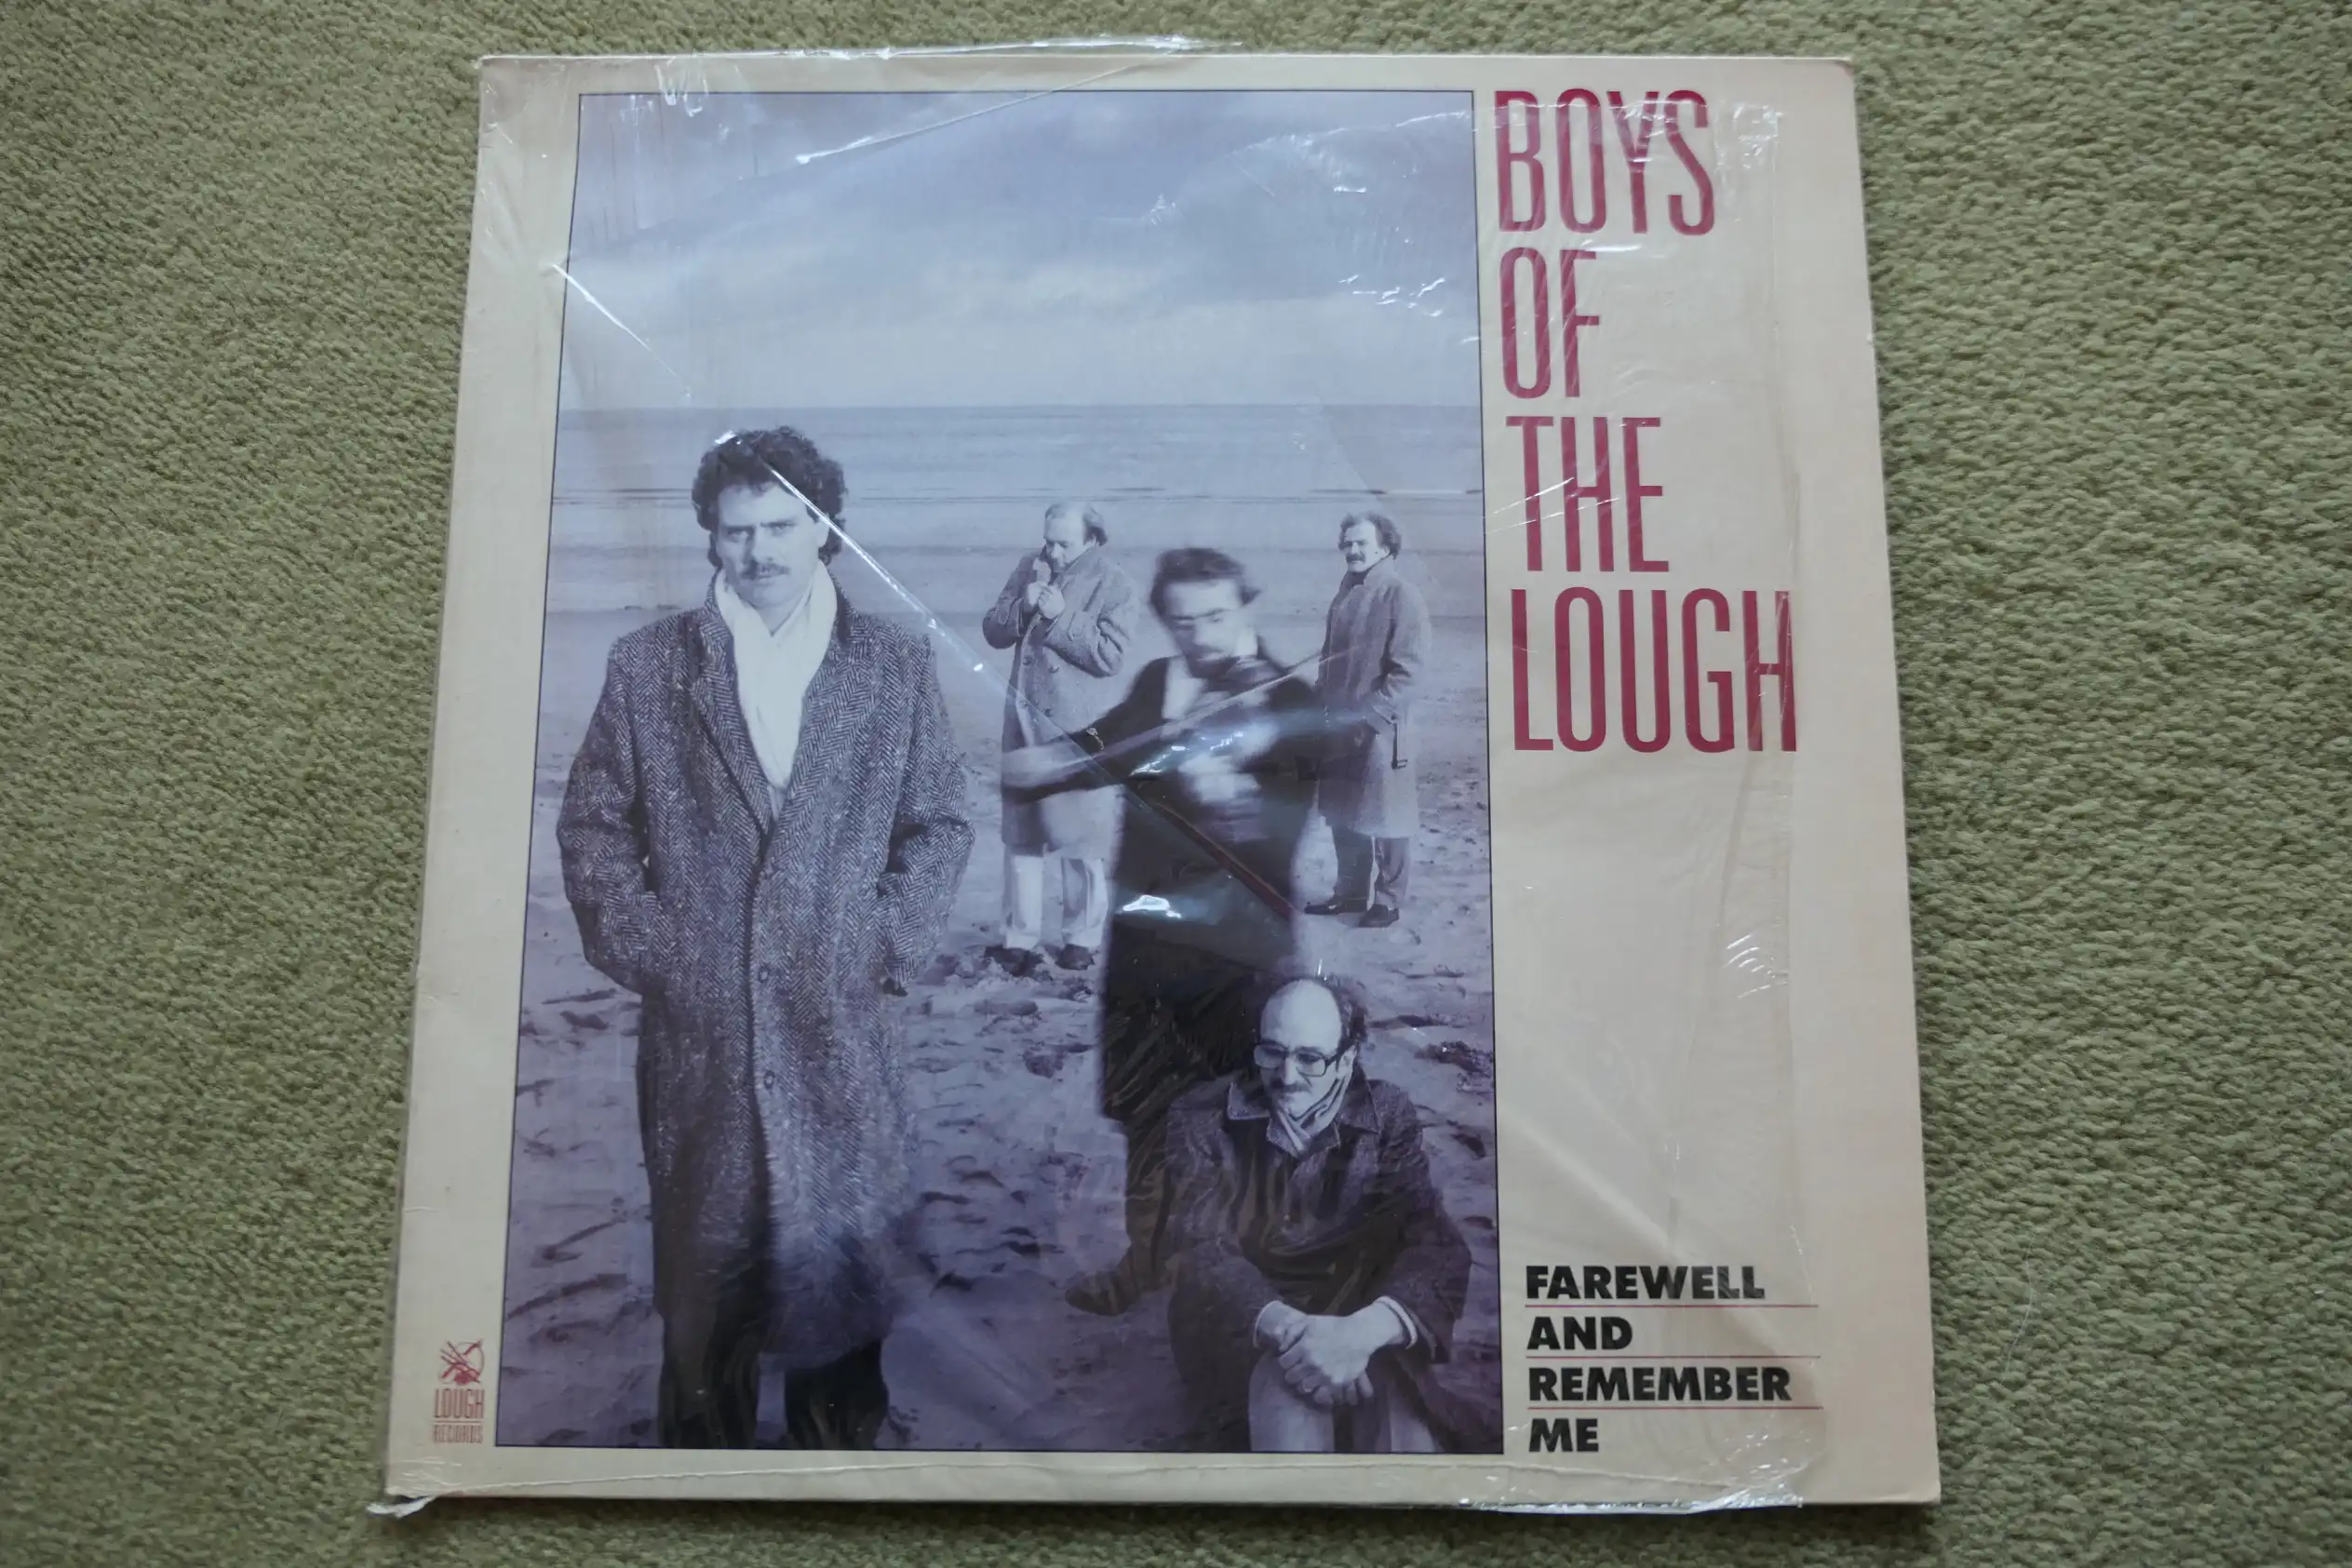 BOYS
OF
THE
LOUGH
FAREWELL
AND
REMEMBER
ME
LOUGH
RECORDS